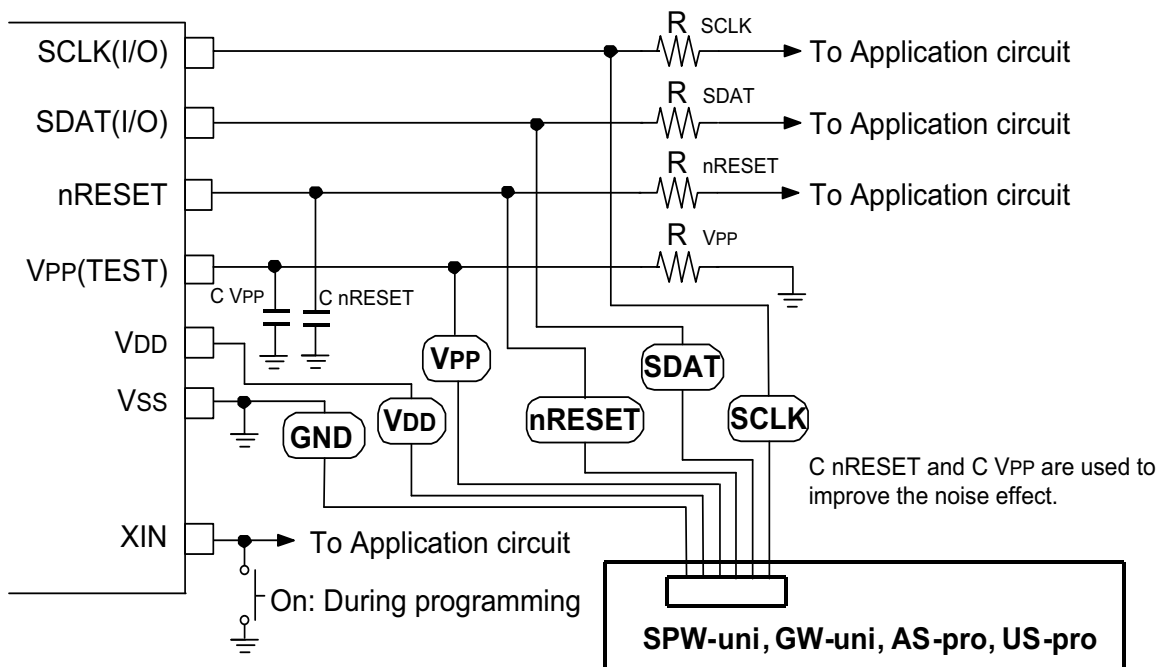 SCLK(I/O)
R SCLK
To Application circuit
SDAT(I/O)
R SDAT
To Application circuit
nRESET
R nRESET
To Application circuit
VPP(TEST)
R VPP
C VPP
C nRESET
VDD
VPP
SDAT
VSS
GND
VDD
nRESET
SCLK
C nRESET and C VPP are used to
improve the noise effect.
XIN
To Application circuit
On: During programming
SPW-uni, GW-uni, AS-pro, US-pro